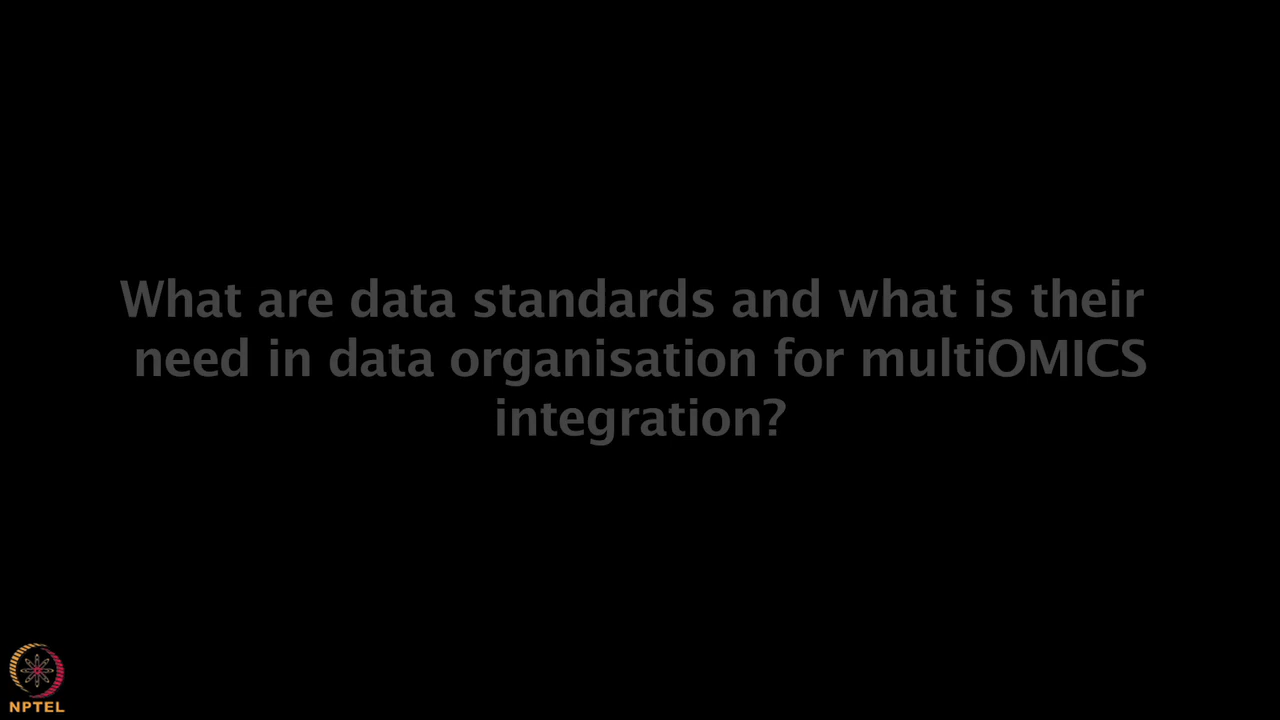 What are data standards and what is their
need in data organisation for multiOMICS
integration?
NPTEL